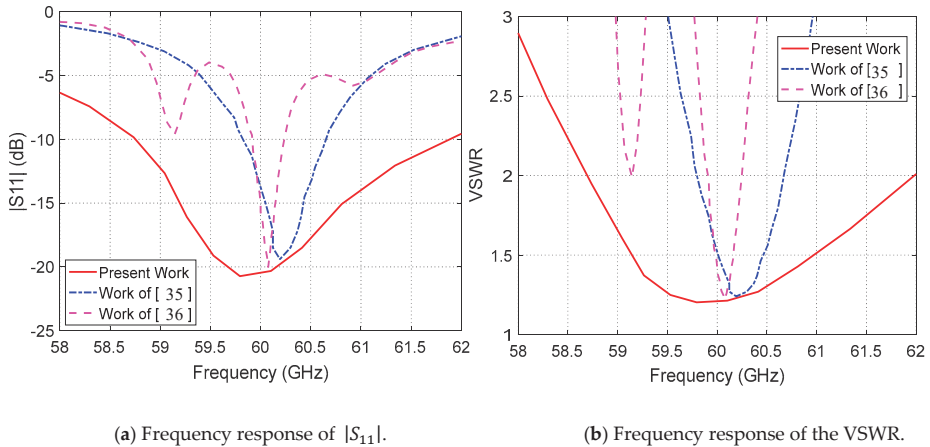 0
-5
-10
-15
-20
-25
|S11| (dB)
Present Work
Work of [ 35 ]
Work of [ 36 ]
58 58.5 59 59.5 60 60.5 61 61.5 62
Frequency (GHz)
(a) Frequency response of |S₁₁|.
3
2.5
2
1.5
1
VSWR
Present Work
Work of [35 ]
Work of [36 ]
58 58.5 59 59.5 60 60.5 61 61.5 62
Frequency (GHz)
(b) Frequency response of the VSWR.